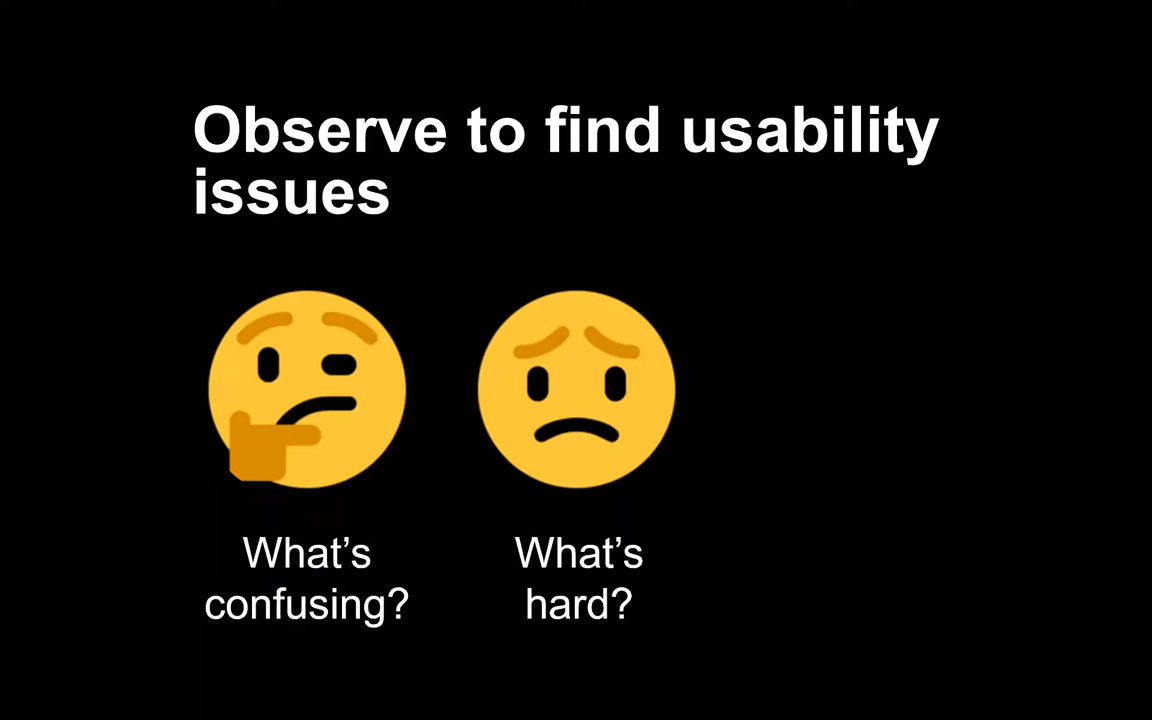 Observe to find usability
issues
What’s
confusing?
What’s
hard?